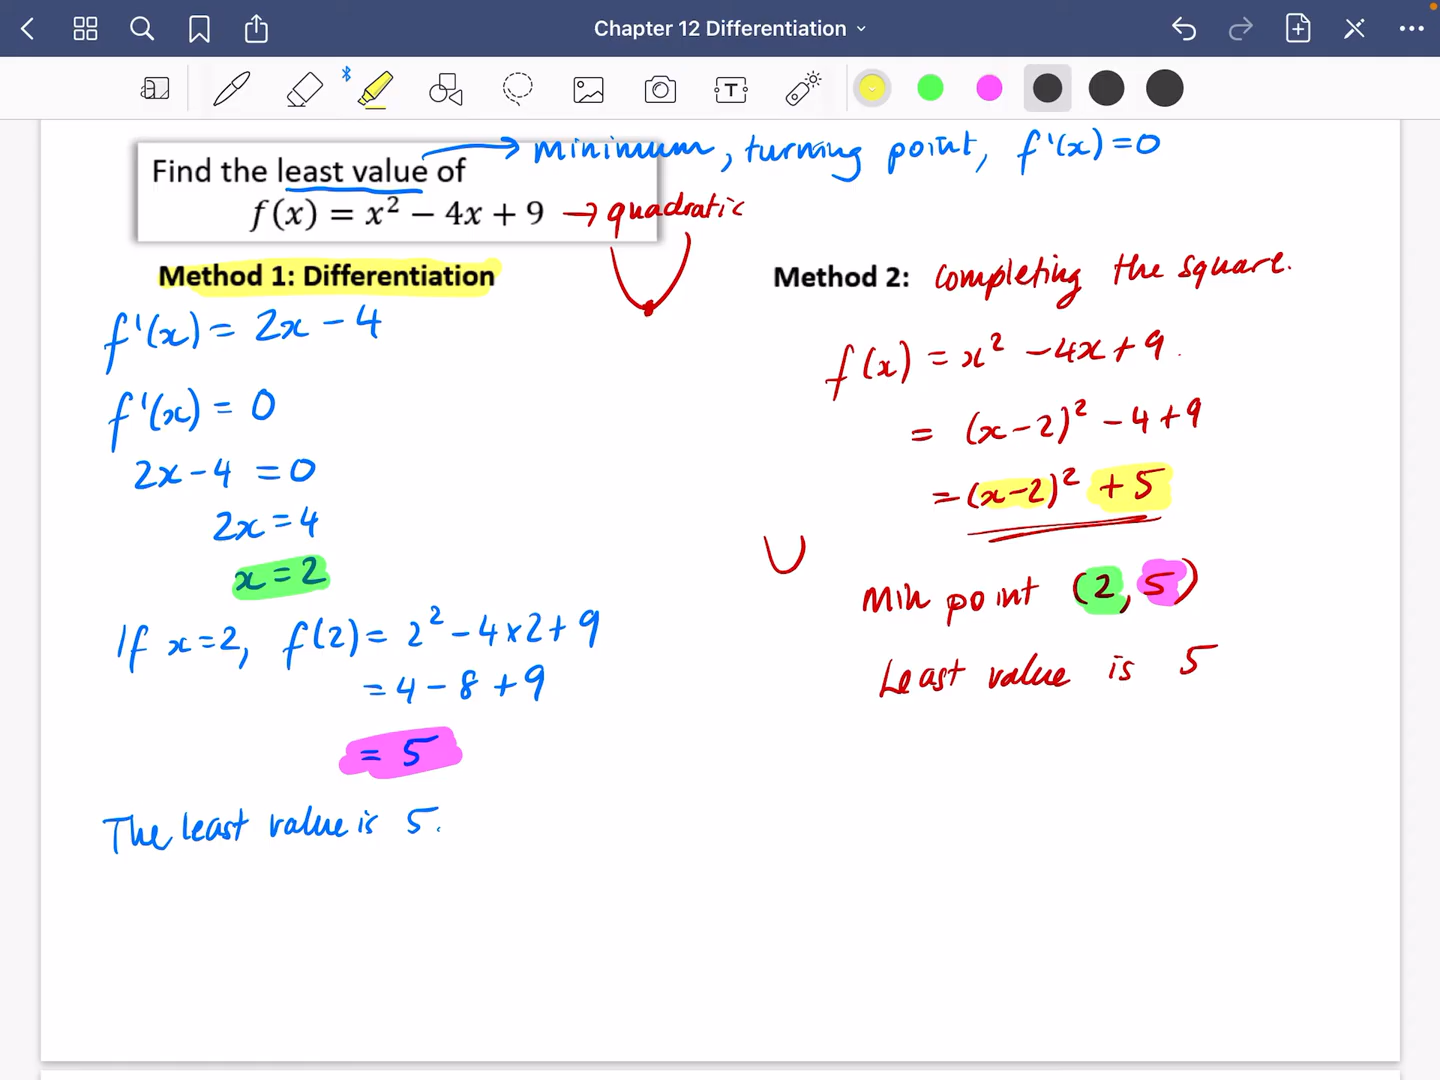 Chapter 12 Differentiation
Find the least value of → minimum, turning point, f'(x)=0
f(x) = x² − 4x + 9 → quadratic
Method 1: Differentiation
f'(x) = 2x − 4
f'(x) = 0
2x − 4 = 0
2x = 4
x = 2
If x = 2, f(2) = 2² − 4×2 + 9
= 4 − 8 + 9
= 5
The least value is 5.
Method 2: Completing the square.
f(x) = x² − 4x + 9.
= (x−2)² − 4 + 9
= (x−2)² + 5
Min point (2, 5)
Least value is 5